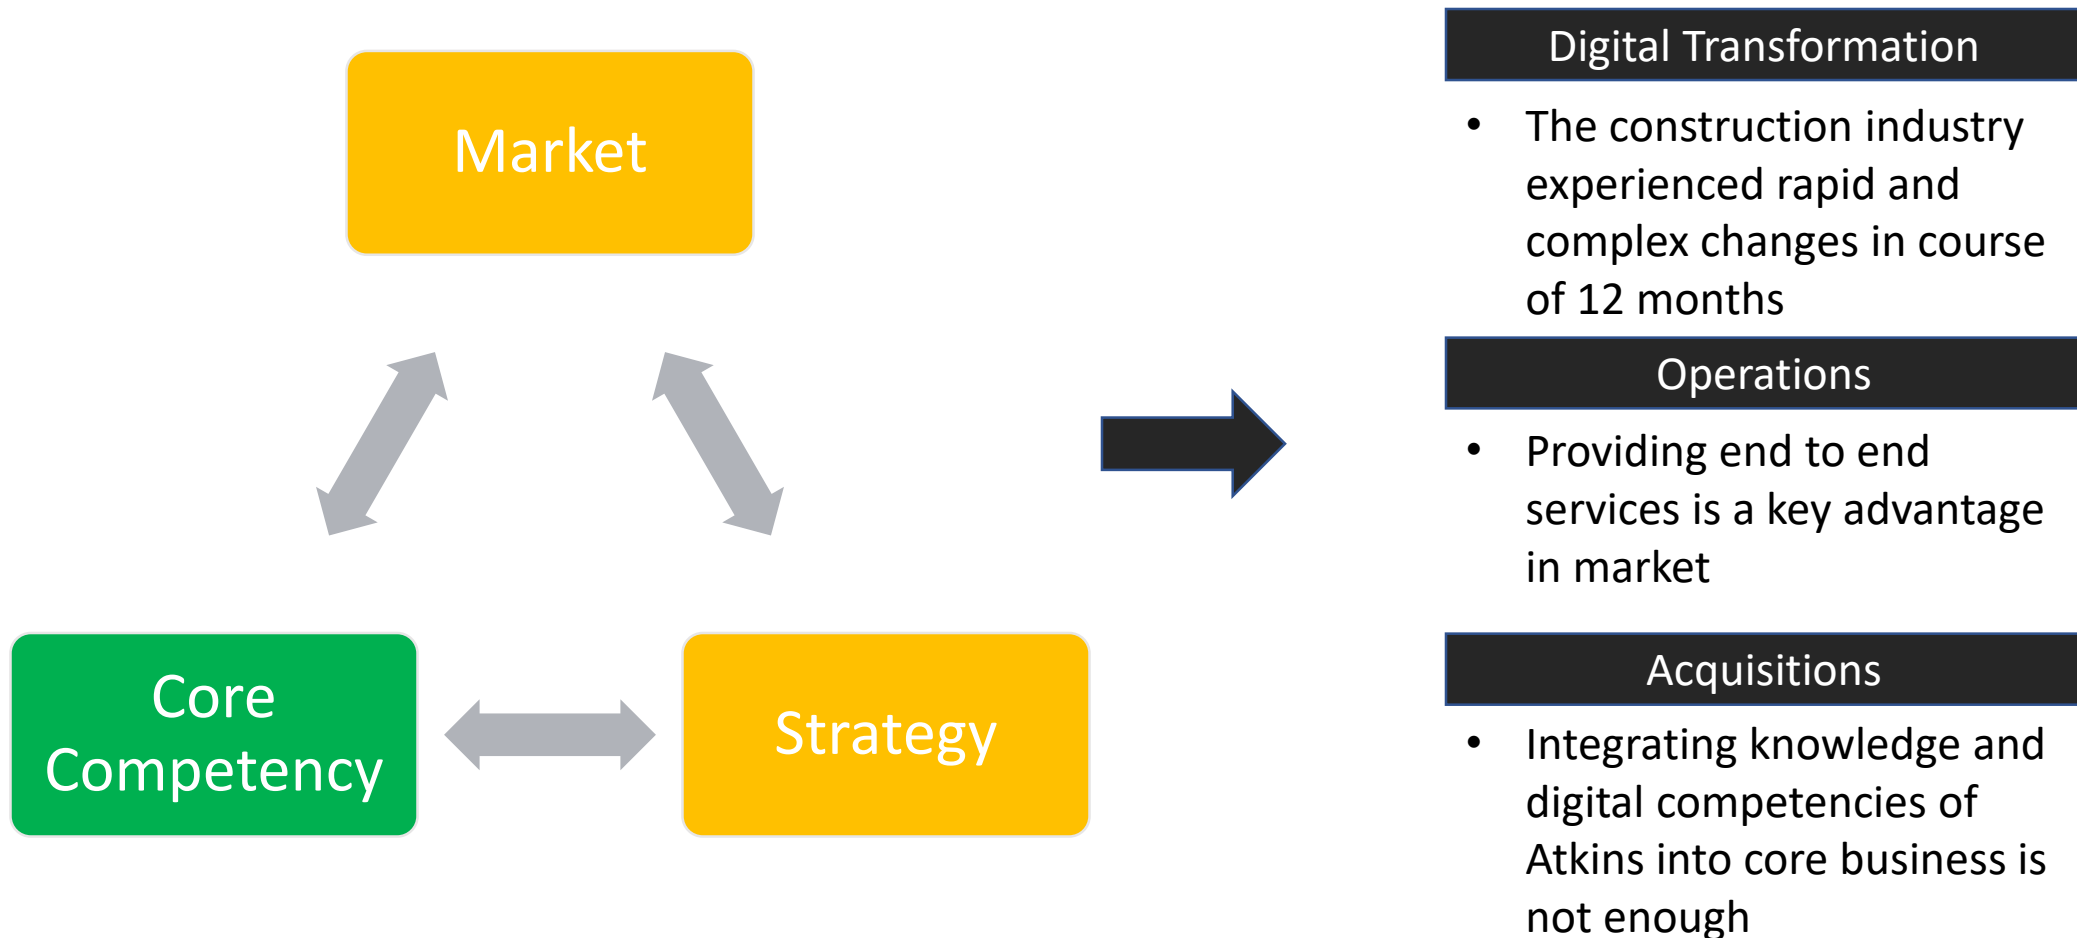 Market
Core
Competency
Strategy
Digital Transformation
• The construction industry
experienced rapid and
complex changes in course
of 12 months
Operations
• Providing end to end
services is a key advantage
in market
Acquisitions
• Integrating knowledge and
digital competencies of
Atkins into core business is
not enough